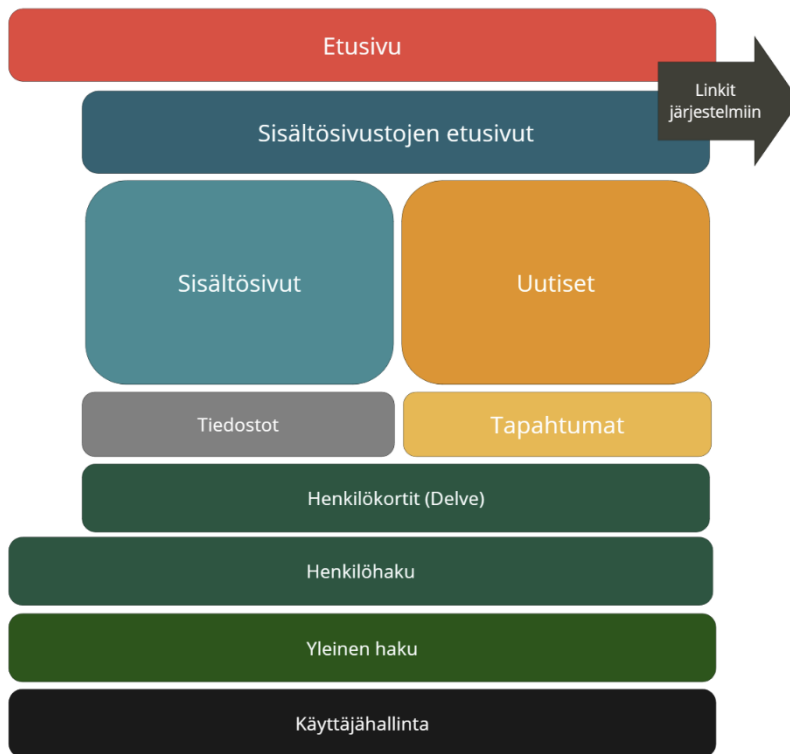 Etusivu
Linkit
järjestelmiin
Sisältösivustojen etusivut
Sisältösivut
Uutiset
Tiedostot
Tapahtumat
Henkilökortit (Delve)
Henkilöhaku
Yleinen haku
Käyttäjähallinta